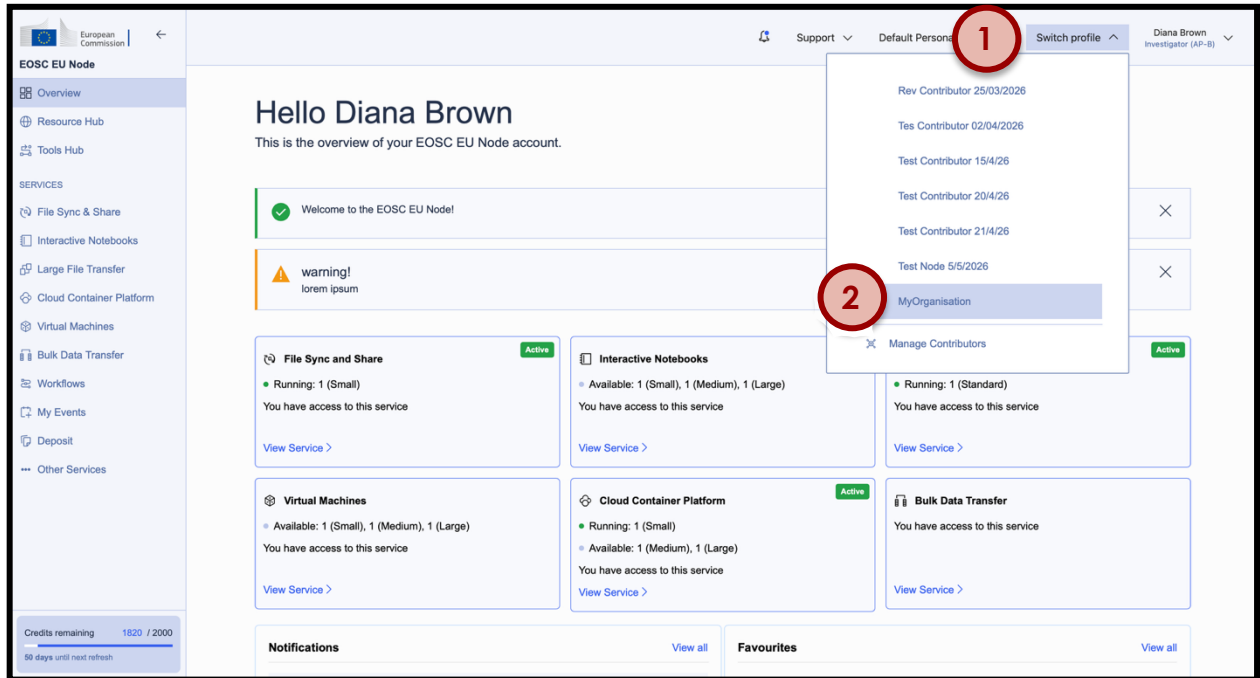 European
Commission
EOSC EU Node
Overview
Resource Hub
Tools Hub
SERVICES
File Sync & Share
Interactive Notebooks
Large File Transfer
Cloud Container Platform
Virtual Machines
Bulk Data Transfer
Workflows
My Events
Deposit
Other Services
Credits remaining 1820 / 2000
50 days until next refresh
Support
Default Persona
1
Switch profile
Diana Brown
Investigator (AP-B)
Rev Contributor 25/03/2026
Tes Contributor 02/04/2026
Test Contributor 15/4/26
Test Contributor 20/4/26
Test Contributor 21/4/26
Test Node 5/5/2026
2
MyOrganisation
Manage Contributors
Hello Diana Brown
This is the overview of your EOSC EU Node account.
Welcome to the EOSC EU Node!
warning!
lorem ipsum
File Sync and Share
Active
Running: 1 (Small)
You have access to this service
View Service >
Interactive Notebooks
Available: 1 (Small), 1 (Medium), 1 (Large)
You have access to this service
View Service >
Active
Running: 1 (Standard)
You have access to this service
View Service >
Virtual Machines
Available: 1 (Small), 1 (Medium), 1 (Large)
You have access to this service
View Service >
Cloud Container Platform
Active
Running: 1 (Small)
Available: 1 (Medium), 1 (Large)
You have access to this service
View Service >
Bulk Data Transfer
You have access to this service
View Service >
Notifications
View all
Favourites
View all